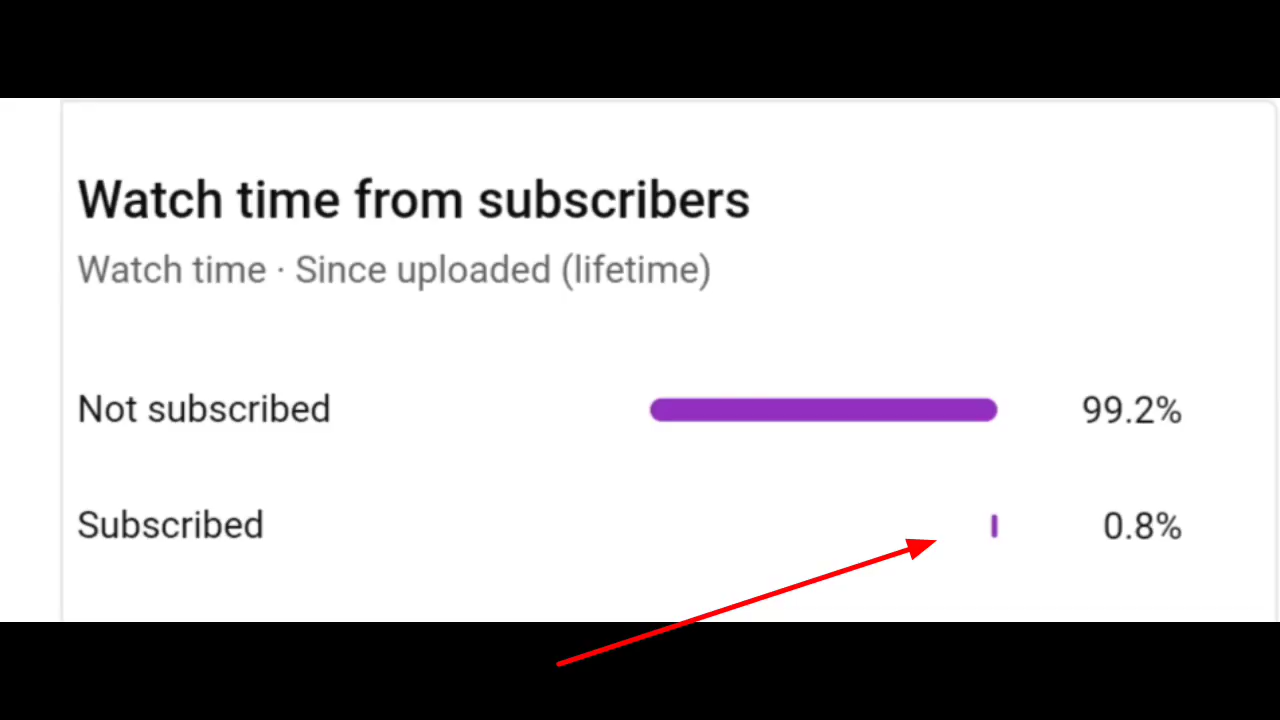 Watch time from subscribers
Watch time · Since uploaded (lifetime)
Not subscribed 99.2%
Subscribed 0.8%